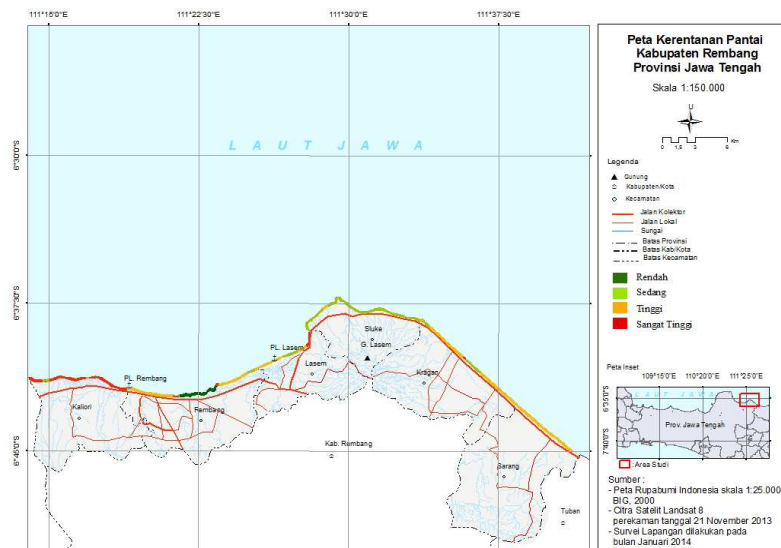 111°15'0"E 111°22'30"E 111°30'0"E 111°37'30"E
6°30'0"S
6°37'30"S
6°45'0"S
LAUT JAWA
Sluke
G. Lasem
PL. Lasem
Lasem
Kragan
PL. Rembang
Kaliori
Rembang
Kab. Rembang
Sarang
Tuban
Peta Kerentanan Pantai
Kabupaten Rembang
Provinsi Jawa Tengah
Skala 1:150.000
U
0 1,5 3 6 Km
Legenda
Gunung
Kabupaten/Kota
Kecamatan
Jalan Kolektor
Jalan Lokal
Sungai
Batas Provinsi
Batas Kab/Kota
Batas Kecamatan
Rendah
Sedang
Tinggi
Sangat Tinggi
Peta Inset
109°15'0"E 110°20'0"E 111°25'0"E
LAUT JAWA
Prov. Jawa Tengah
: Area Studi
Sumber :
- Peta Rupabumi Indonesia skala 1:25.000
BIG, 2000
- Citra Satelit Landsat 8
perekaman tanggal 21 November 2013
- Survei Lapangan dilakukan pada
bulan Januari 2014